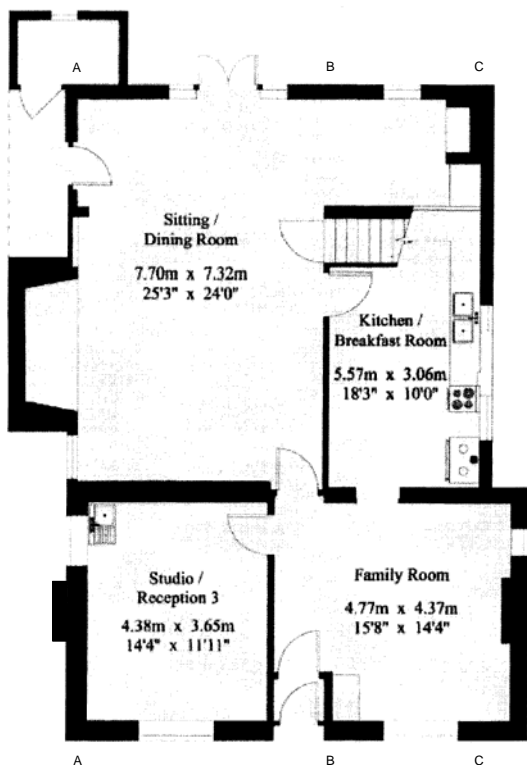 A B C
Sitting /
Dining Room
7.70m x 7.32m
25'3" x 24'0"
Kitchen /
Breakfast Room
5.57m x 3.06m
18'3" x 10'0"
Studio /
Reception 3
4.38m x 3.65m
14'4" x 11'11"
Family Room
4.77m x 4.37m
15'8" x 14'4"
A B C